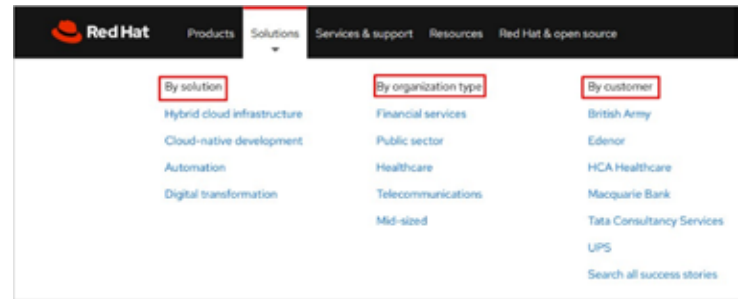 Red Hat
Products Solutions Services & support Resources Red Hat & open source
By solution
Hybrid cloud infrastructure
Cloud-native development
Automation
Digital transformation
By organization type
Financial services
Public sector
Healthcare
Telecommunications
Mid-sized
By customer
British Army
Edenor
HCA Healthcare
Macquarie Bank
Tata Consultancy Services
UPS
Search all success stories